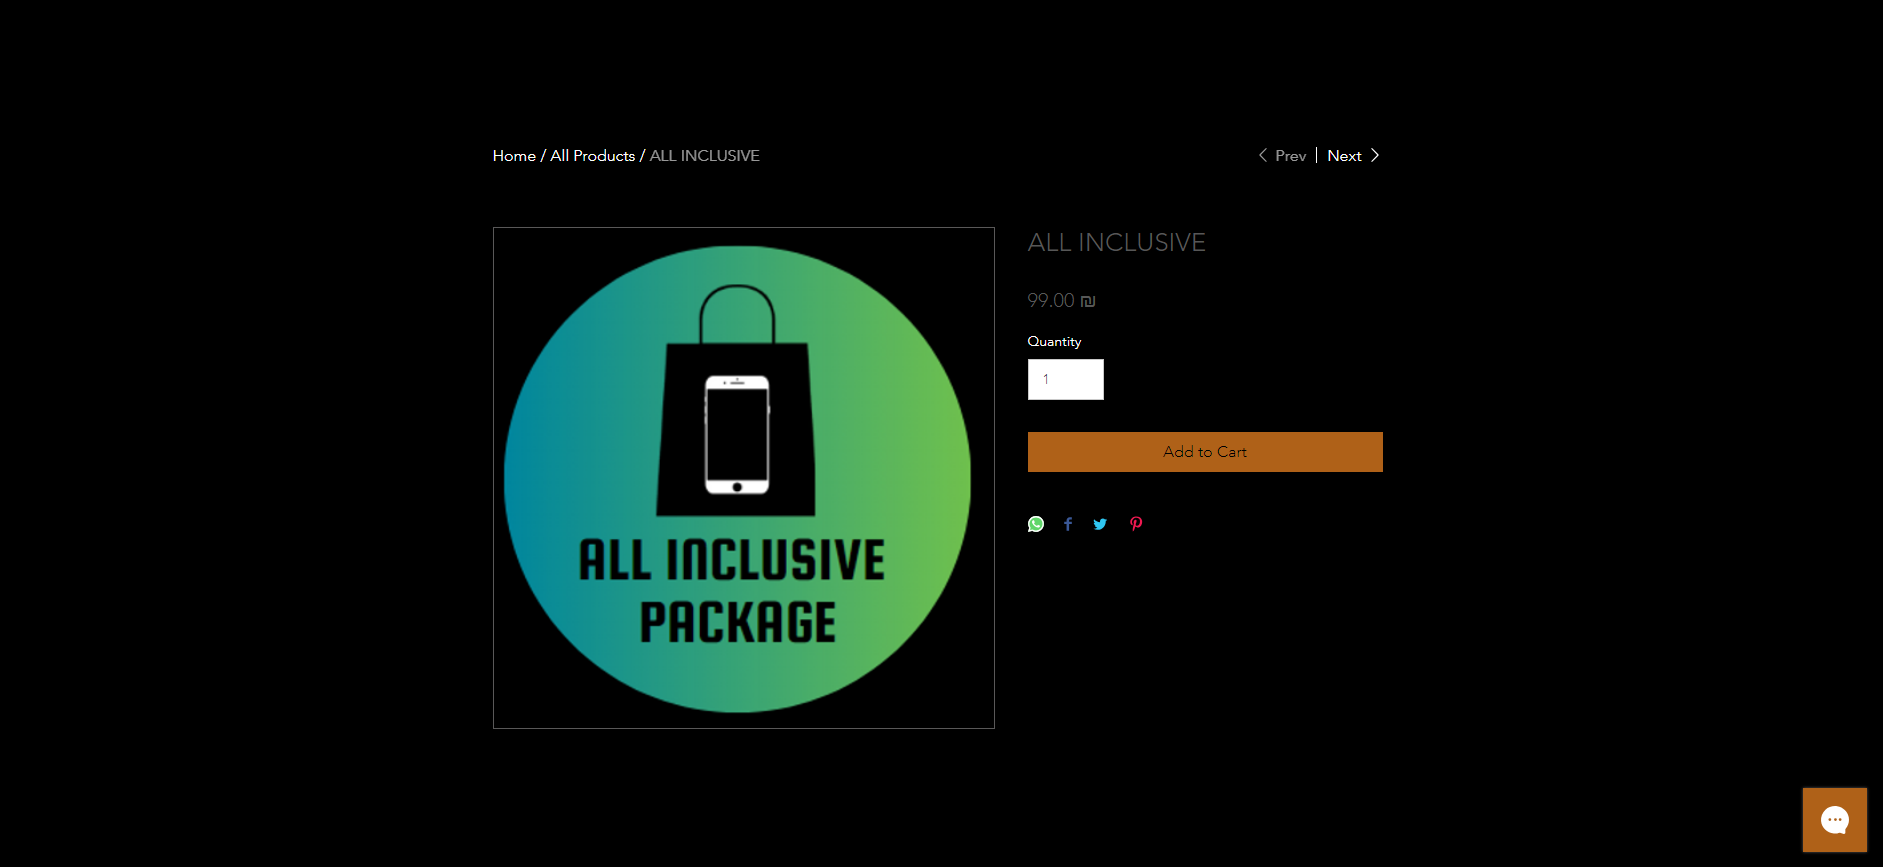 Home / All Products / ALL INCLUSIVE
Prev | Next
ALL INCLUSIVE
PACKAGE
ALL INCLUSIVE
99.00 ₪
Quantity
1
Add to Cart